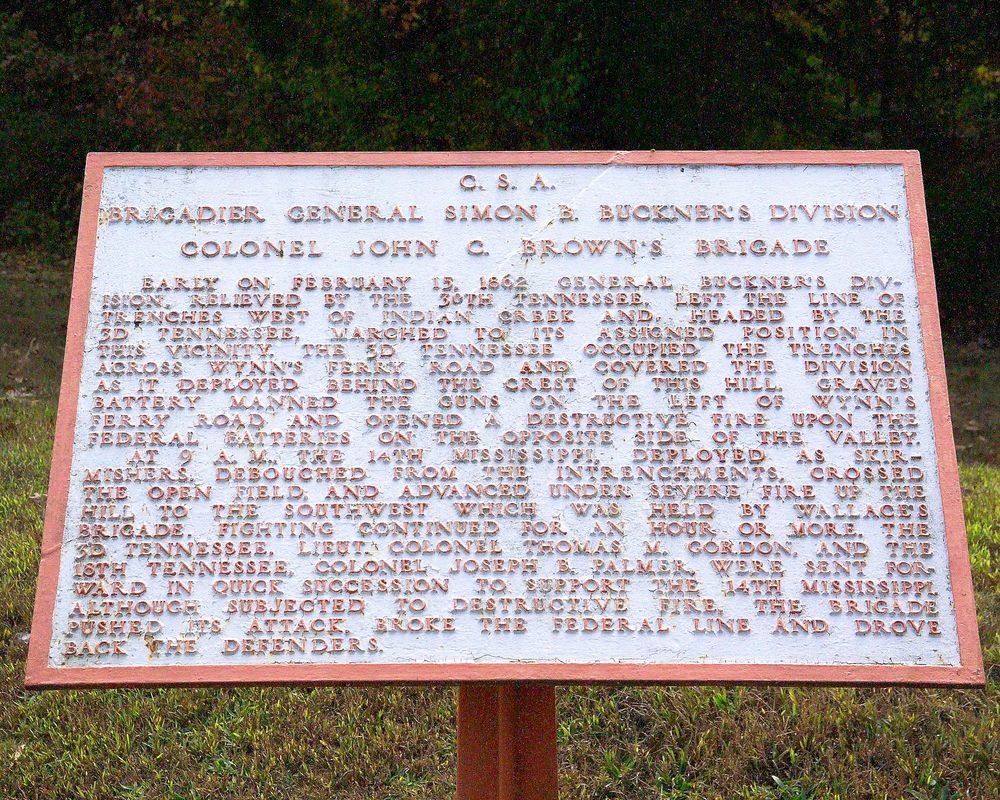 C. S. A.
BRIGADIER GENERAL SIMON B. BUCKNER'S DIVISION
COLONEL JOHN C. BROWN'S BRIGADE
EARLY ON FEBRUARY 15, 1862 GENERAL BUCKNER'S DIV-
ISION, RELIEVED BY THE 30TH TENNESSEE, LEFT THE LINE OF
TRENCHES WEST OF INDIAN CREEK AND, HEADED BY THE
3D TENNESSEE, MARCHED TO ITS ASSIGNED POSITION IN
THIS VICINITY. THE 3D TENNESSEE OCCUPIED THE TRENCHES
ACROSS WYNN'S FERRY ROAD AND COVERED THE DIVISION
AS IT DEPLOYED BEHIND THE CREST OF THIS HILL. GRAVES'
BATTERY MANNED THE GUNS ON THE LEFT OF WYNN'S
FERRY ROAD AND OPENED A DESTRUCTIVE FIRE UPON THE
FEDERAL BATTERIES ON THE OPPOSITE SIDE OF THE VALLEY.
AT 9 A.M. THE 14TH MISSISSIPPI, DEPLOYED AS SKIR-
MISHERS, DEBOUCHED FROM THE INTRENCHMENTS, CROSSED
THE OPEN FIELD, AND ADVANCED UNDER SEVERE FIRE UP THE
HILL TO THE SOUTHWEST WHICH WAS HELD BY WALLACE'S
BRIGADE. FIGHTING CONTINUED FOR AN HOUR OR MORE. THE
3D TENNESSEE, LIEUT. COLONEL THOMAS M. GORDON, AND THE
18TH TENNESSEE, COLONEL JOSEPH B. PALMER WERE SENT FOR-
WARD IN QUICK SUCCESSION TO SUPPORT THE 14TH MISSISSIPPI.
ALTHOUGH SUBJECTED TO DESTRUCTIVE FIRE, THE BRIGADE
PUSHED ITS ATTACK, BROKE THE FEDERAL LINE AND DROVE
BACK THE DEFENDERS.